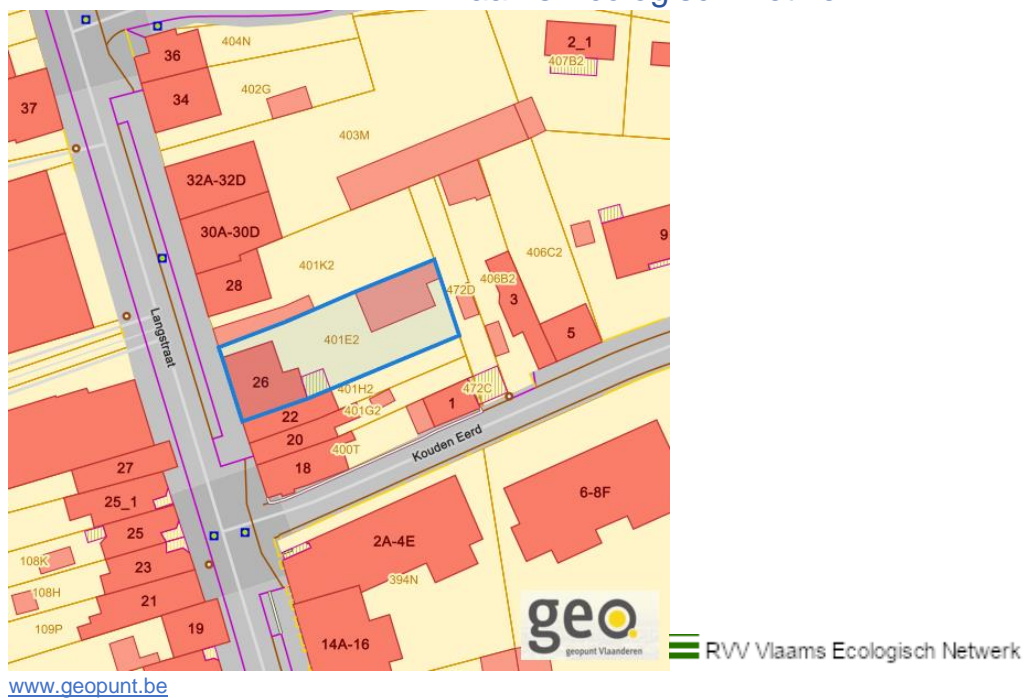 36
404N
2_1
407B2
37
34
402G
403M
32A-32D
30A-30D
406C2
9
28
401K2
472D
406B2
3
5
Langstraat
401E2
26
401H2
472C
22
401G2
1
20
400T
Kouden Eerd
18
27
25_1
6-8F
25
2A-4E
108K
23
394N
108H
21
109P
19
14A-16
geo
geopunt Vlaanderen
RVV Vlaams Ecologisch Netwerk
www.geopunt.be